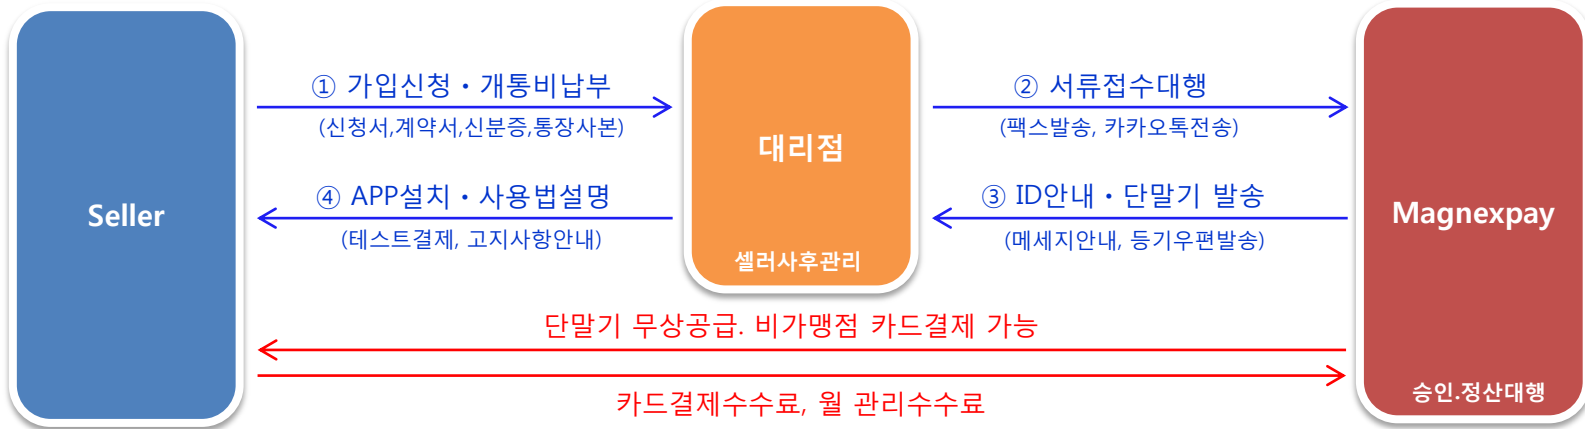 ① 가입신청・개통비납부
(신청서,계약서,신분증,통장사본)
② 서류접수대행
(팩스발송, 카카오톡전송)
대리점
④ APP설치・사용법설명
(테스트결제, 고지사항안내)
③ ID안내・단말기 발송
(메세지안내, 등기우편발송)
Seller
Magnexpay
셀러사후관리
단말기 무상공급. 비가맹점 카드결제 가능
카드결제수수료, 월 관리수수료
승인.정산대행